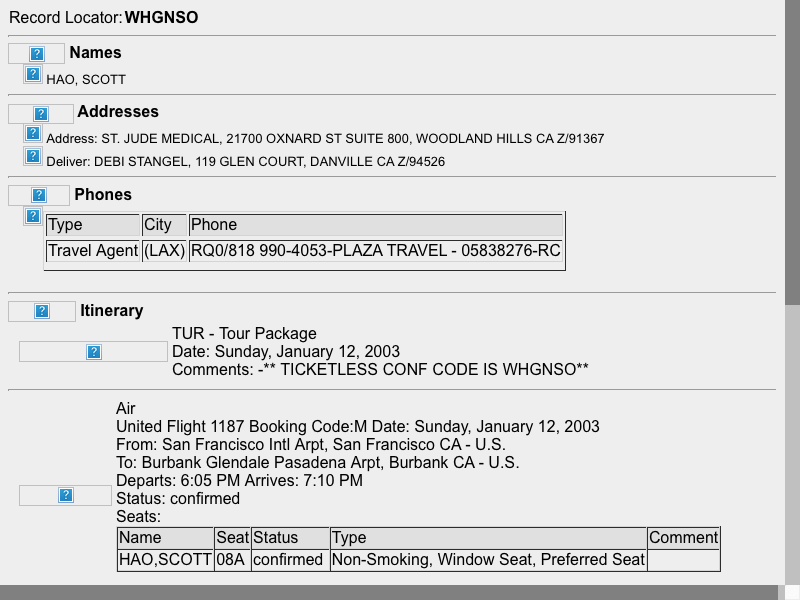 Record Locator: WHGNSO
Names
HAO, SCOTT
Addresses
Address: ST. JUDE MEDICAL, 21700 OXNARD ST SUITE 800, WOODLAND HILLS CA Z/91367
Deliver: DEBI STANGEL, 119 GLEN COURT, DANVILLE CA Z/94526
Phones
Type City Phone
Travel Agent (LAX) RQ0/818 990-4053-PLAZA TRAVEL - 05838276-RC
Itinerary
TUR - Tour Package
Date: Sunday, January 12, 2003
Comments: -** TICKETLESS CONF CODE IS WHGNSO**
Air
United Flight 1187 Booking Code:M Date: Sunday, January 12, 2003
From: San Francisco Intl Arpt, San Francisco CA - U.S.
To: Burbank Glendale Pasadena Arpt, Burbank CA - U.S.
Departs: 6:05 PM Arrives: 7:10 PM
Status: confirmed
Seats:
Name Seat Status Type Comment
HAO,SCOTT 08A confirmed Non-Smoking, Window Seat, Preferred Seat